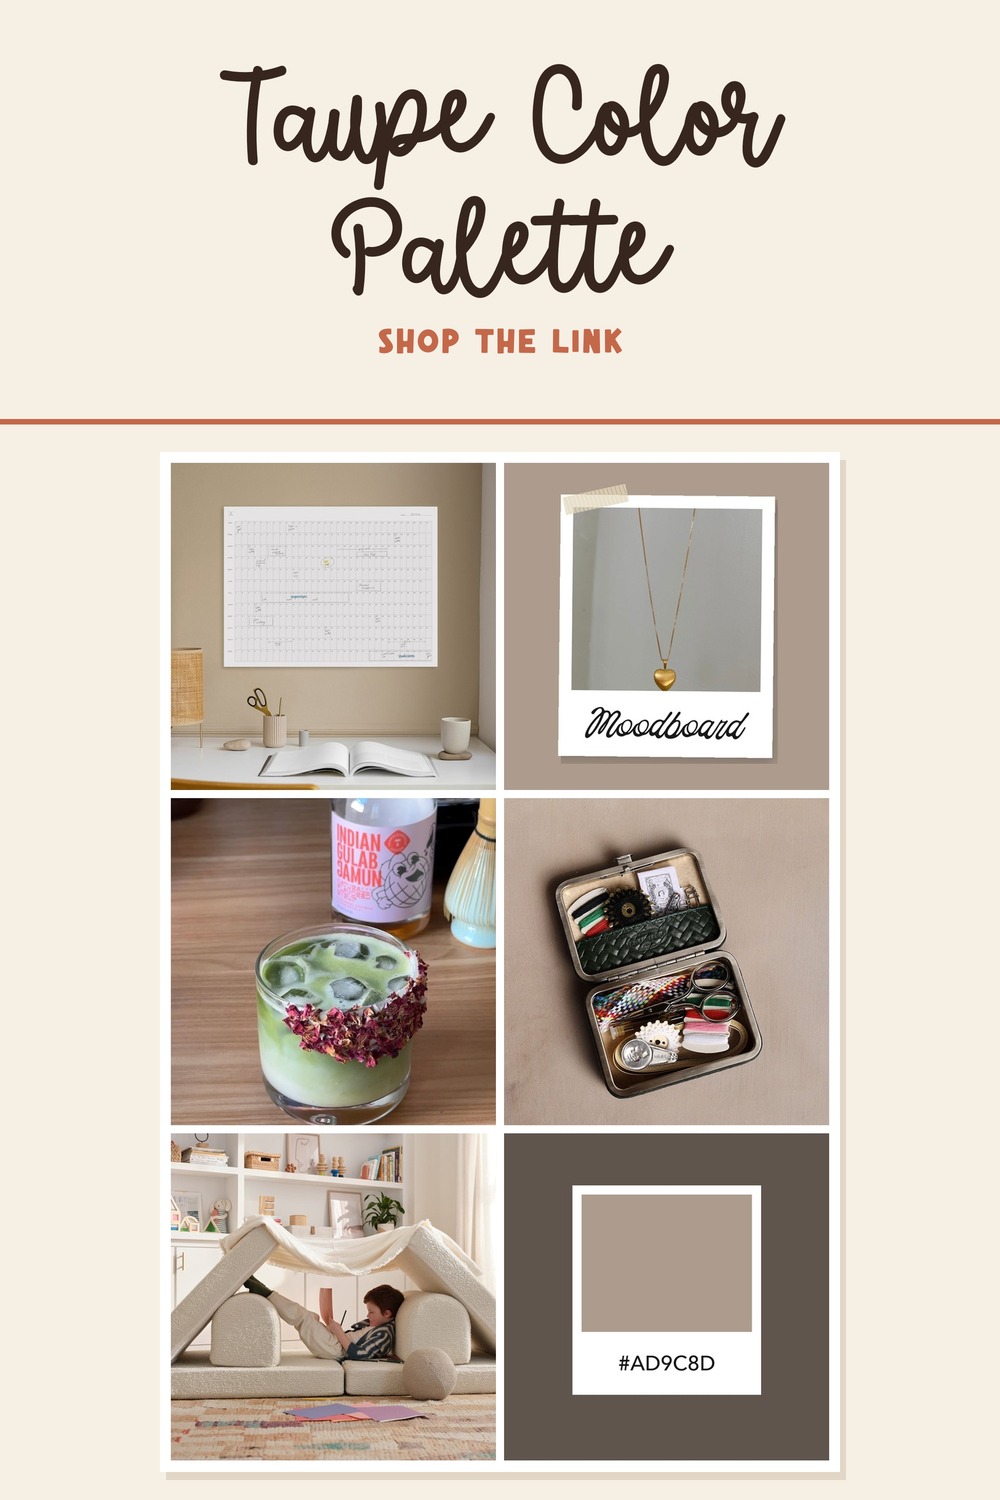 Taupe Color
Palette
SHOP THE LINK
Moodboard
INDIAN
GULAB
JAMUN
#AD9C8D